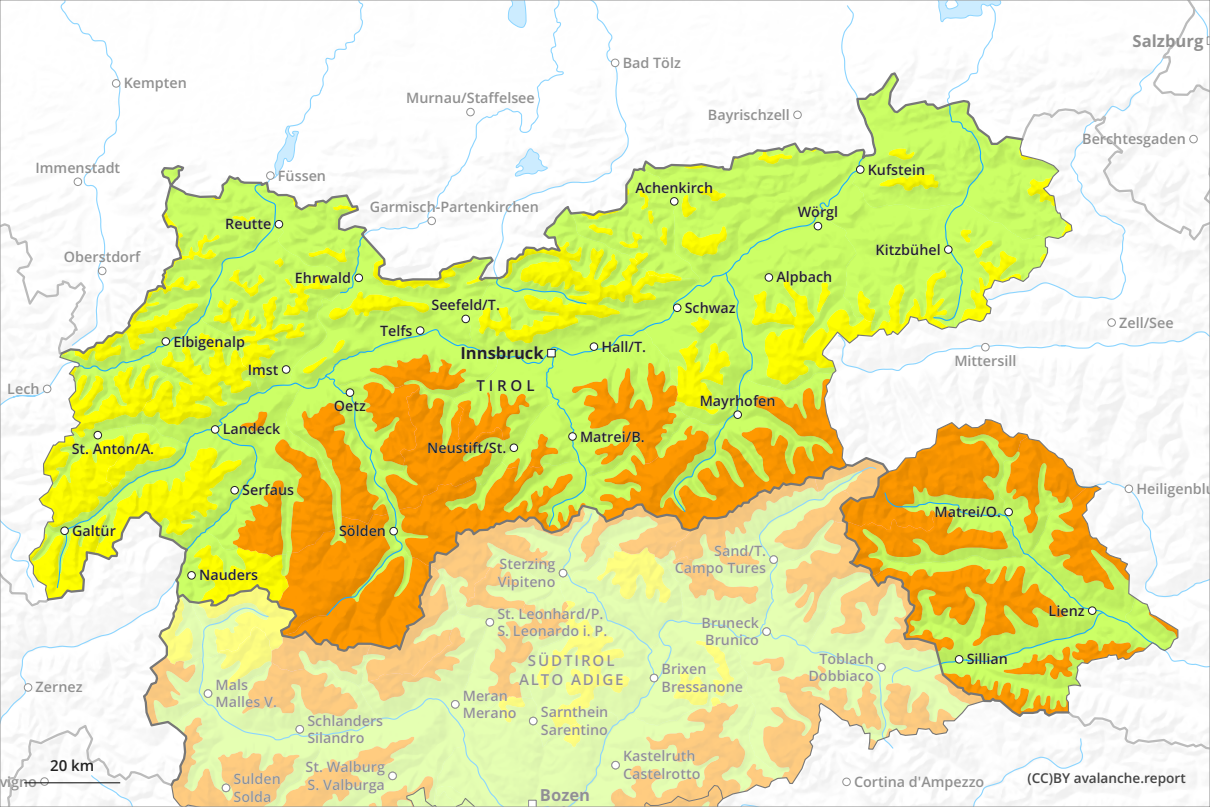 Salzburg
Bad Tölz
Kempten
Murnau/Staffelsee
Bayrischzell
Berchtesgaden
Immenstadt
Füssen
Kufstein
Achenkirch
Garmisch-Partenkirchen
Wörgl
Reutte
Kitzbühel
Oberstdorf
Ehrwald
Alpbach
Seefeld/T.
Schwaz
Zell/See
Telfs
Elbigenalp
Innsbruck
Hall/T.
Mittersill
Imst
TIROL
Lech
Oetz
Mayrhofen
Landeck
Matrei/B.
St. Anton/A.
Neustift/St.
Serfaus
Heiligenblu
Matrei/O.
Galtür
Sölden
Sand/T.
Campo Tures
Sterzing
Vipiteno
Nauders
St. Leonhard/P.
S. Leonardo i. P.
Lienz
Bruneck
Brunico
SÜDTIROL
ALTO ADIGE
Toblach
Dobbiaco
Sillian
Brixen
Bressanone
Zernez
Mals
Malles V.
Meran
Merano
Sarnthein
Sarentino
Schlanders
Silandro
Kastelruth
Castelrotto
St. Walburg
S. Valburga
20 km
vigno
Sulden
Solda
Cortina d'Ampezzo
(CC)BY avalanche.report
Bozen